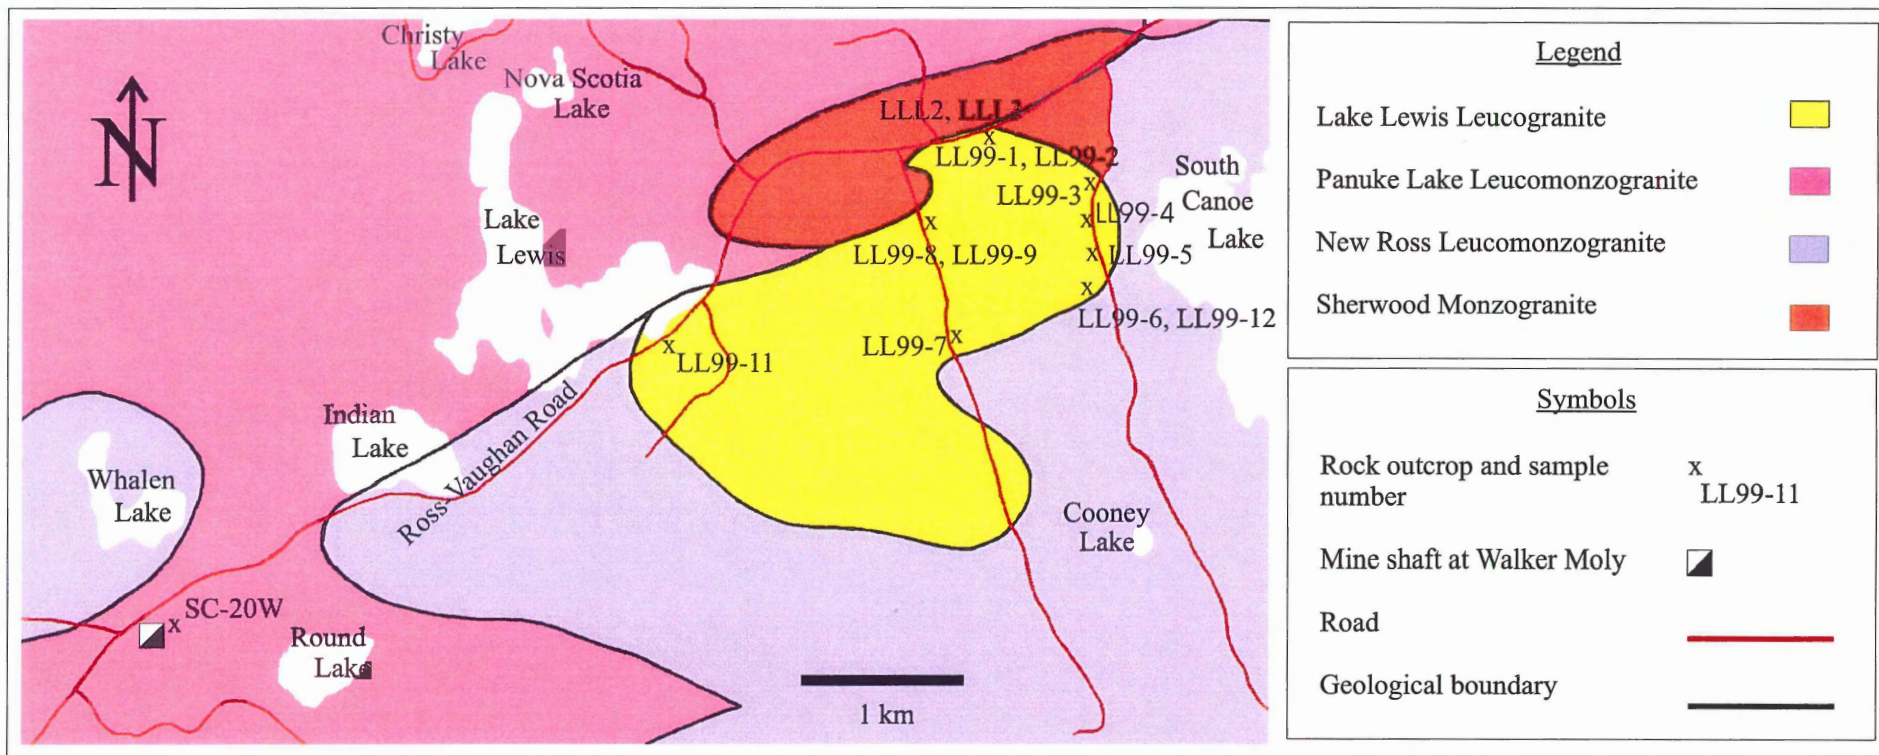 Christy
Lake
Nova Scotia
Lake
N
LLL2, LLL3
LL99-1, LL99-2
South
Canoe
Lake
LL99-3
LL99-4
Lake
Lewis
LL99-8, LL99-9
LL99-5
LL99-6, LL99-12
LL99-7
LL99-11
Indian
Lake
Ross-Vaughan Road
Whalen
Lake
Cooney
Lake
SC-20W
Round
Lake
1 km
Legend
Lake Lewis Leucogranite
Panuke Lake Leucomonzogranite
New Ross Leucomonzogranite
Sherwood Monzogranite
Symbols
Rock outcrop and sample
number
x
LL99-11
Mine shaft at Walker Moly
Road
Geological boundary